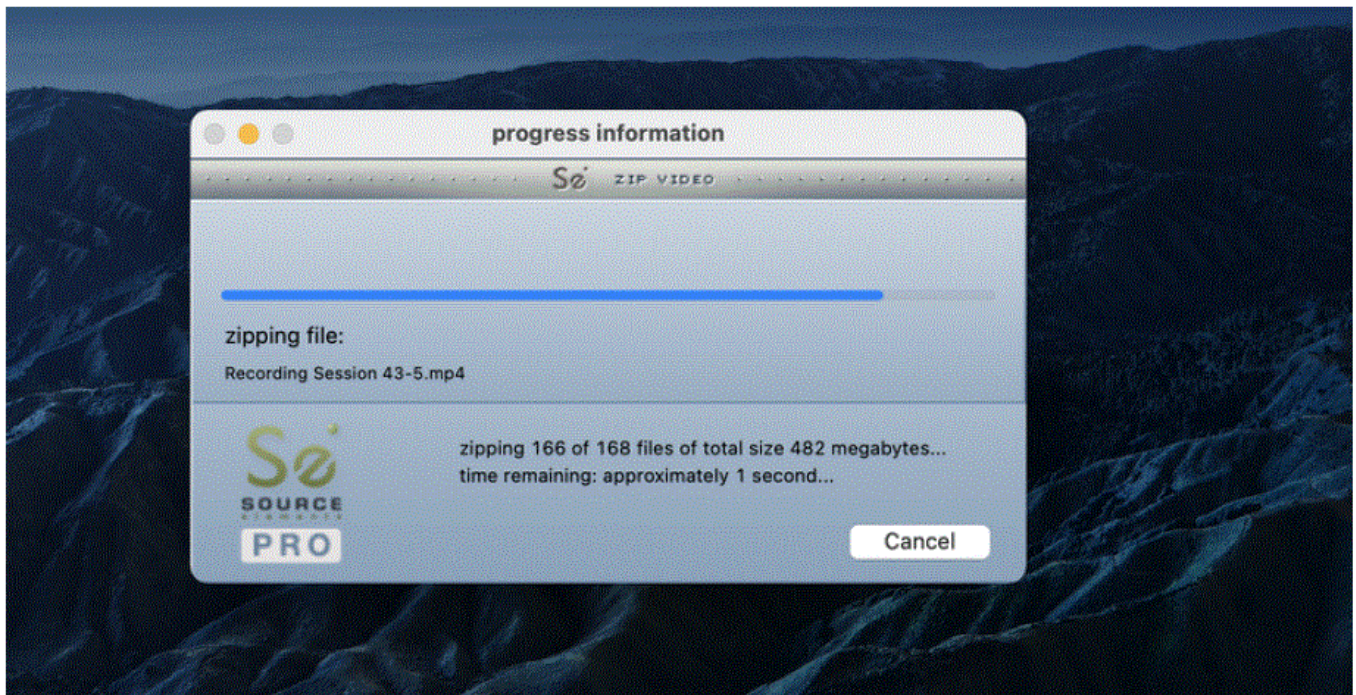 progress information
Se ZIP VIDEO
zipping file:
Recording Session 43-5.mp4
zipping 166 of 168 files of total size 482 megabytes...
time remaining: approximately 1 second...
Se
SOURCE
elements
PRO
Cancel